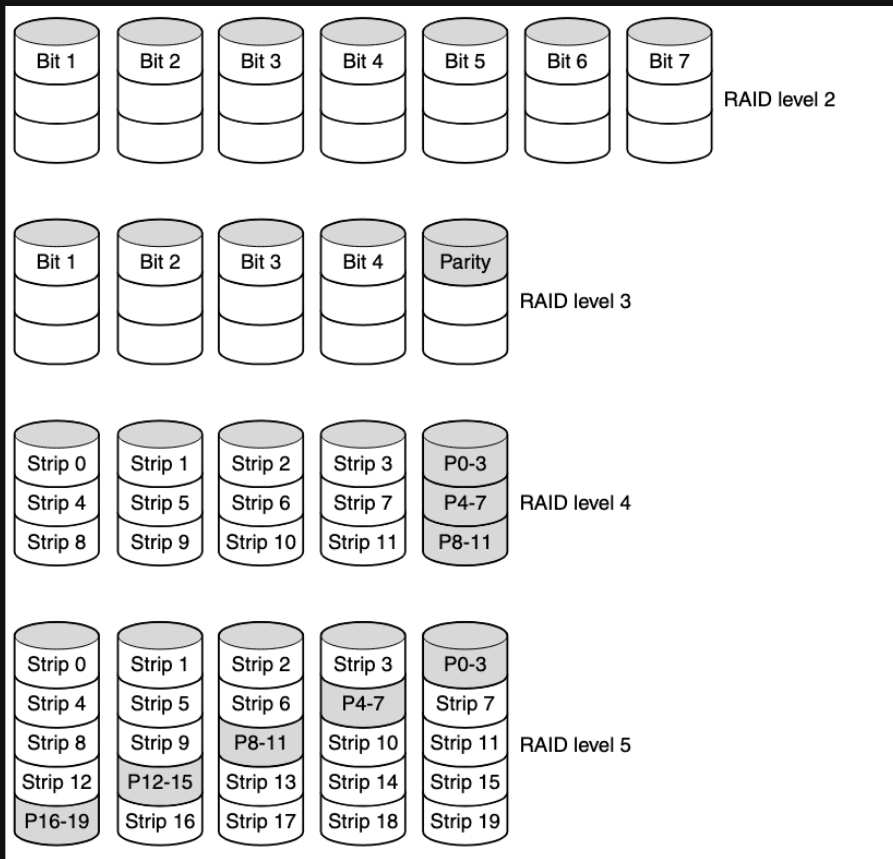 Bit 1 Bit 2 Bit 3 Bit 4 Bit 5 Bit 6 Bit 7
RAID level 2
Bit 1 Bit 2 Bit 3 Bit 4 Parity
RAID level 3
Strip 0 Strip 1 Strip 2 Strip 3 P0-3
Strip 4 Strip 5 Strip 6 Strip 7 P4-7
RAID level 4
Strip 8 Strip 9 Strip 10 Strip 11 P8-11
Strip 0 Strip 1 Strip 2 Strip 3 P0-3
Strip 4 Strip 5 Strip 6 P4-7 Strip 7
Strip 8 Strip 9 P8-11 Strip 10 Strip 11
RAID level 5
Strip 12 P12-15 Strip 13 Strip 14 Strip 15
P16-19 Strip 16 Strip 17 Strip 18 Strip 19